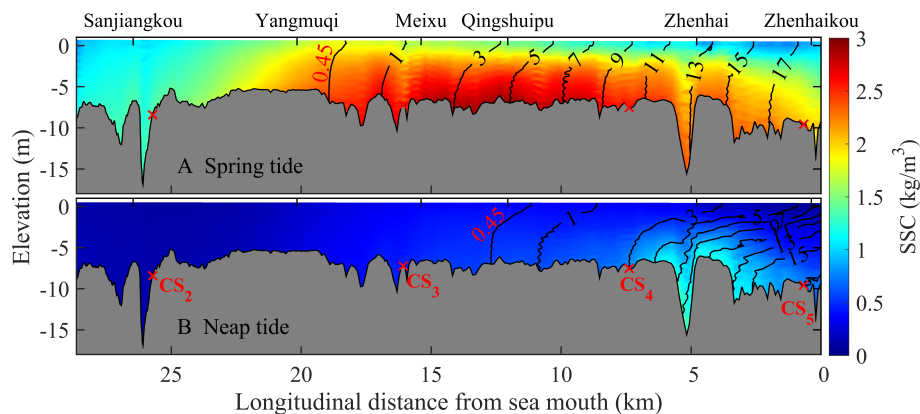 Sanjiangkou Yangmuqi Meixu Qingshuipu Zhenhai Zhenhaikou
0
-5
-10
-15
0.45 1 3 5 7 9 11 13 15 17
A Spring tide
0
-5
-10
-15
0.45 1 3
CS2 CS3 CS4 CS5
B Neap tide
25 20 15 10 5 0
Longitudinal distance from sea mouth (km)
Elevation (m)
3
2.5
2
1.5
1
0.5
0
SSC (kg/m³)